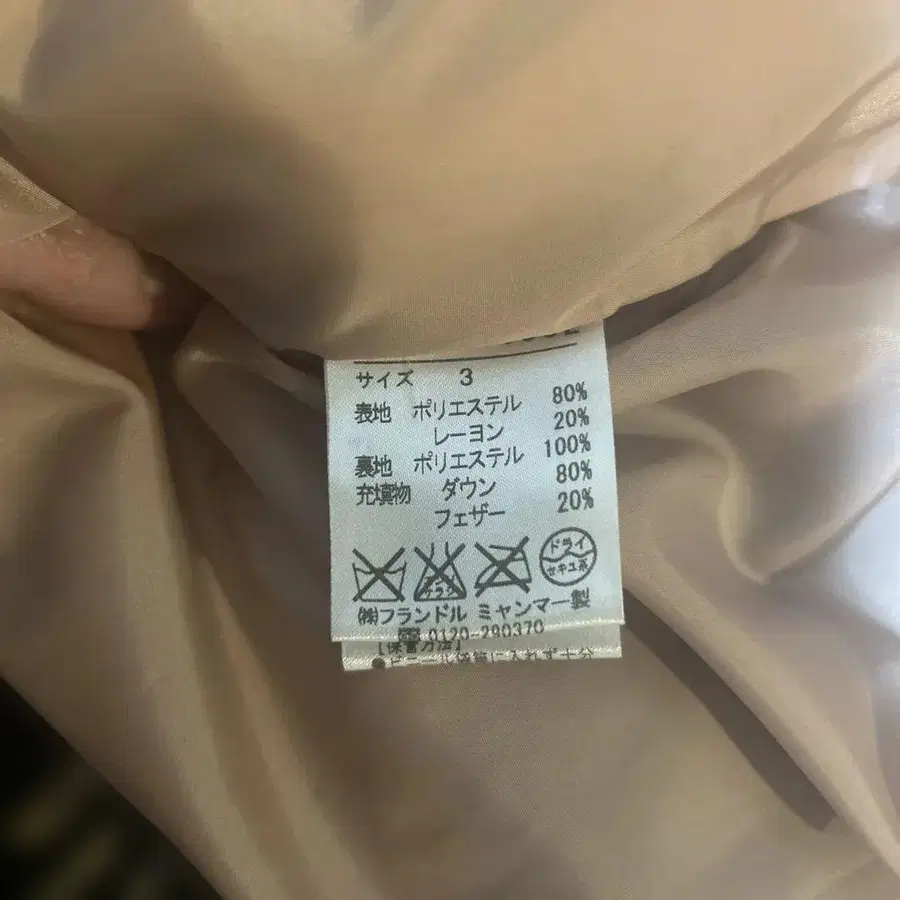 サイズ 3
表地 ポリエステル 80%
レーヨン 20%
裏地 ポリエステル 100%
充填物 ダウン 80%
フェザー 20%
ドライ
セキユ系
㈱フランドル ミャンマー製
☎ 0120-290370
【保管方法】